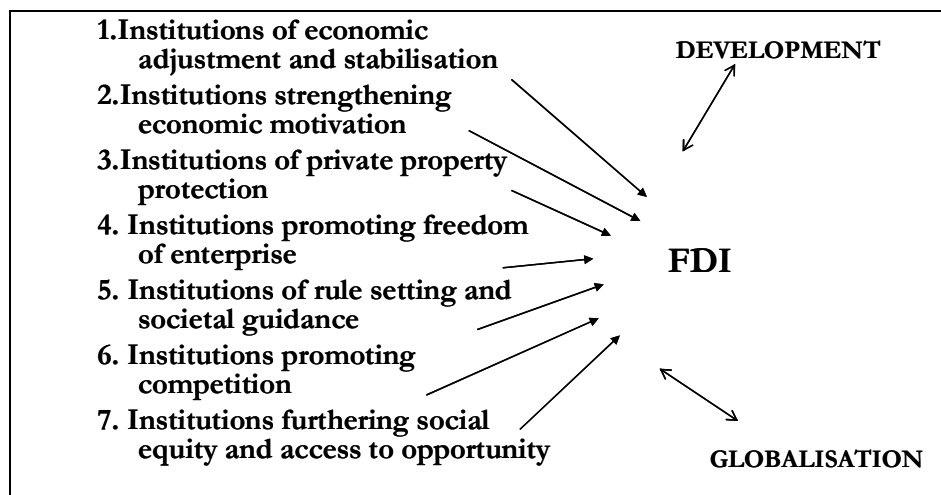 1.Institutions of economic
adjustment and stabilisation
2.Institutions strengthening
economic motivation
3.Institutions of private property
protection
4. Institutions promoting freedom
of enterprise
5. Institutions of rule setting and
societal guidance
6. Institutions promoting
competition
7. Institutions furthering social
equity and access to opportunity
DEVELOPMENT
FDI
GLOBALISATION